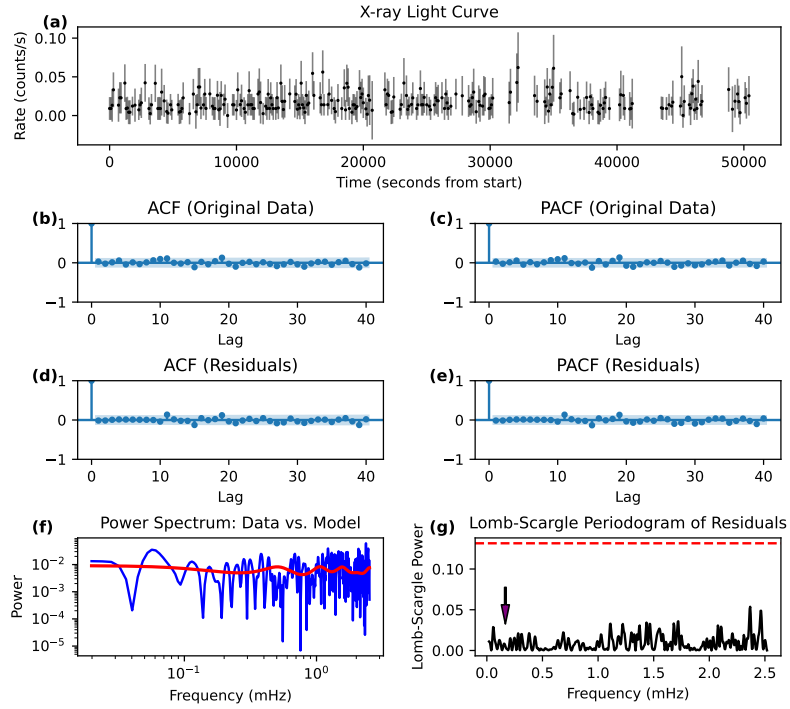 (a)
X-ray Light Curve
Rate (counts/s)
0.10
0.05
0.00
0
10000
20000
30000
40000
50000
Time (seconds from start)
(b)
ACF (Original Data)
1
0
−1
0
10
20
30
40
Lag
(c)
PACF (Original Data)
1
0
−1
0
10
20
30
40
Lag
(d)
ACF (Residuals)
1
0
−1
0
10
20
30
40
Lag
(e)
PACF (Residuals)
1
0
−1
0
10
20
30
40
Lag
(f)
Power Spectrum: Data vs. Model
Power
10⁻²
10⁻³
10⁻⁴
10⁻⁵
10⁻¹
10⁰
Frequency (mHz)
(g)
Lomb-Scargle Periodogram of Residuals
Lomb-Scargle Power
0.10
0.05
0.00
0.0
0.5
1.0
1.5
2.0
2.5
Frequency (mHz)